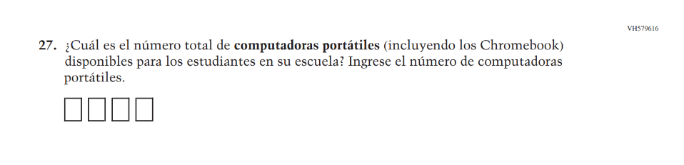 VH579616
27. ¿Cuál es el número total de computadoras portátiles (incluyendo los Chromebook)
disponibles para los estudiantes en su escuela? Ingrese el número de computadoras
portátiles.